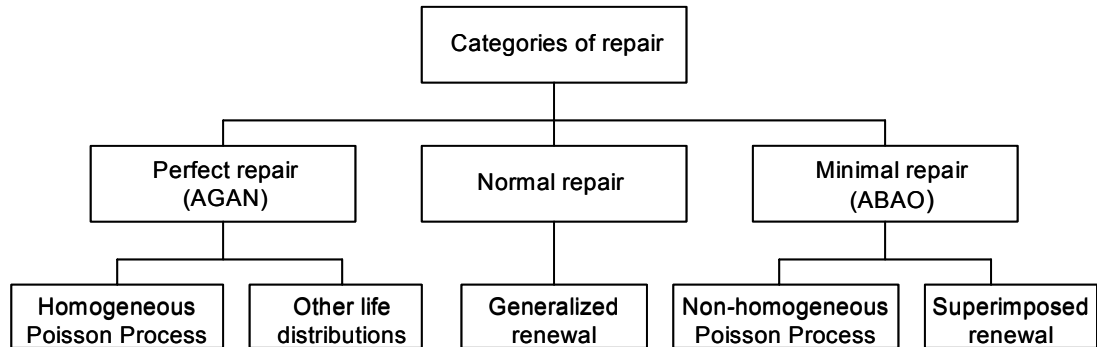 Categories of repair
Perfect repair
(AGAN)
Normal repair
Minimal repair
(ABAO)
Homogeneous
Poisson Process
Other life
distributions
Generalized
renewal
Non-homogeneous
Poisson Process
Superimposed
renewal